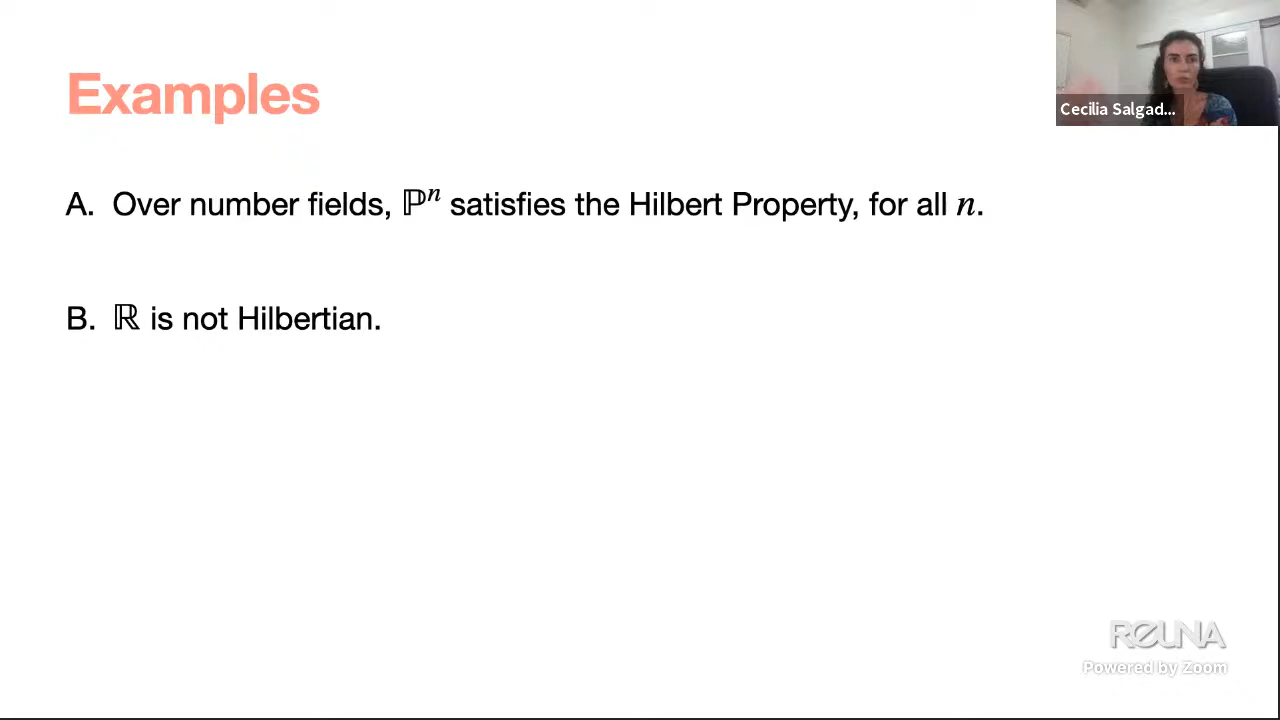 Examples
Cecilia Salgad...
A. Over number fields, ℙⁿ satisfies the Hilbert Property, for all n.
B. ℝ is not Hilbertian.
REUNA
Powered by Zoom